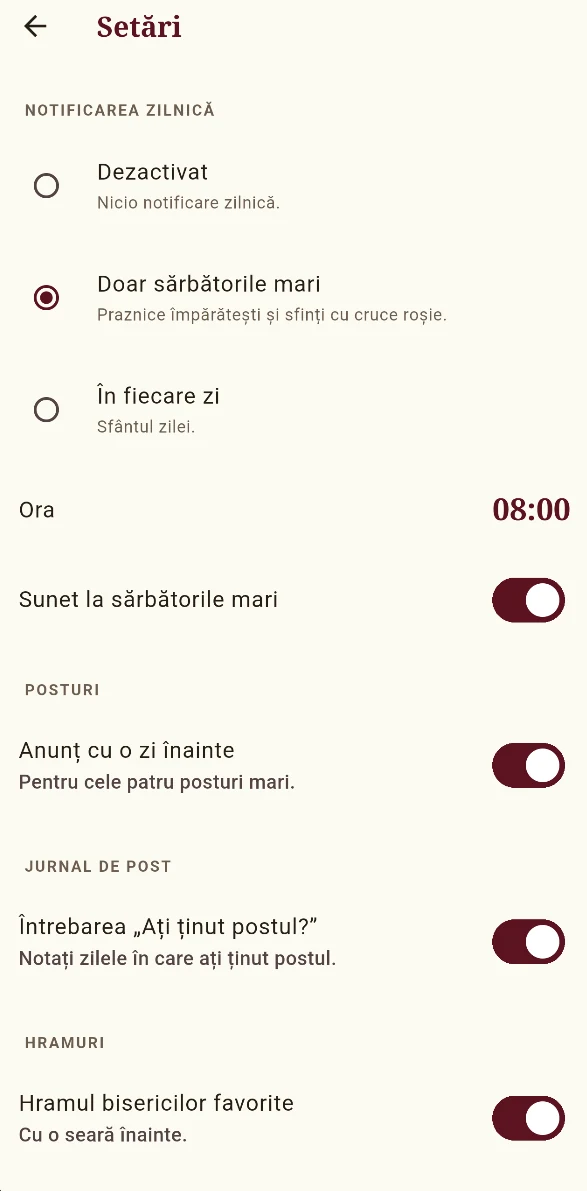 Setări
NOTIFICAREA ZILNICĂ
Dezactivat
Nicio notificare zilnică.
Doar sărbătorile mari
Praznice împărătești și sfinți cu cruce roșie.
În fiecare zi
Sfântul zilei.
Ora 08:00
Sunet la sărbătorile mari
POSTURI
Anunț cu o zi înainte
Pentru cele patru posturi mari.
JURNAL DE POST
Întrebarea „Ați ținut postul?”
Notați zilele în care ați ținut postul.
HRAMURI
Hramul bisericilor favorite
Cu o seară înainte.